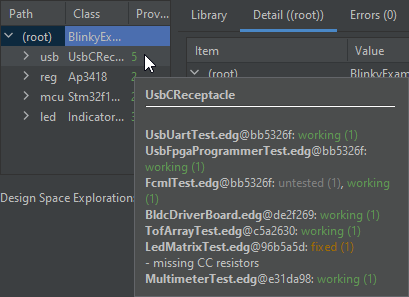 Path Class Prov...
(root) BlinkyEx...
usb UsbCRec... 5
reg Ap3418 2
mcu Stm32f1... 2
led Indicator...
Design Space Exploration
Library Detail ((root)) Errors (0)
Item Value
(root) BlinkyExam
UsbCReceptacle
UsbUartTest.edg@bb5326f: working (1)
UsbFpgaProgrammerTest.edg@bb5326f:
working (1)
FcmlTest.edg@bb5326f: untested (1), working
(1)
BldcDriverBoard.edg@de2f269: working (1)
TofArrayTest.edg@c5a2630: working (1)
LedMatrixTest.edg@96b5a5d: fixed (1)
- missing CC resistors
MultimeterTest.edg@e31da98: working (1)